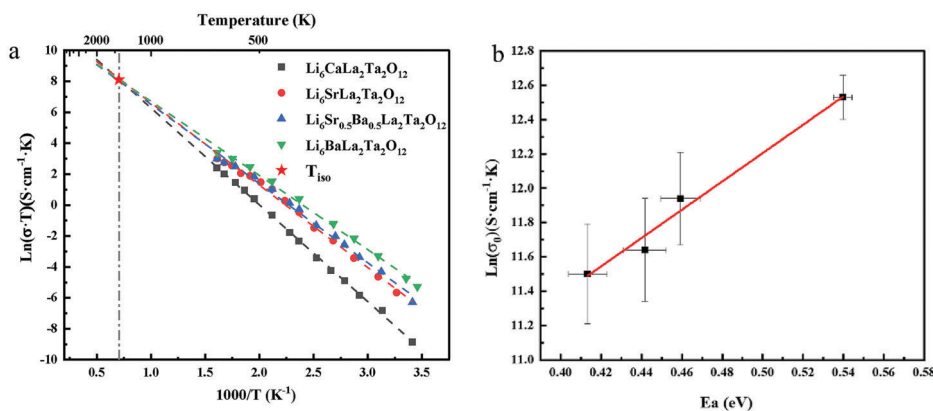 a
Temperature (K)
2000 1000 500
Ln(σ·T)(S·cm⁻¹·K)
10
8
6
4
2
0
-2
-4
-6
-8
-10
Li₆CaLa₂Ta₂O₁₂
Li₆SrLa₂Ta₂O₁₂
Li₆Sr₀.₅Ba₀.₅La₂Ta₂O₁₂
Li₆BaLa₂Ta₂O₁₂
T_iso
0.5 1.0 1.5 2.0 2.5 3.0 3.5
1000/T (K⁻¹)
b
Ln(σ₀)(S·cm⁻¹·K)
12.8
12.6
12.4
12.2
12.0
11.8
11.6
11.4
11.2
11.0
0.40 0.42 0.44 0.46 0.48 0.50 0.52 0.54 0.56 0.58
Ea (eV)